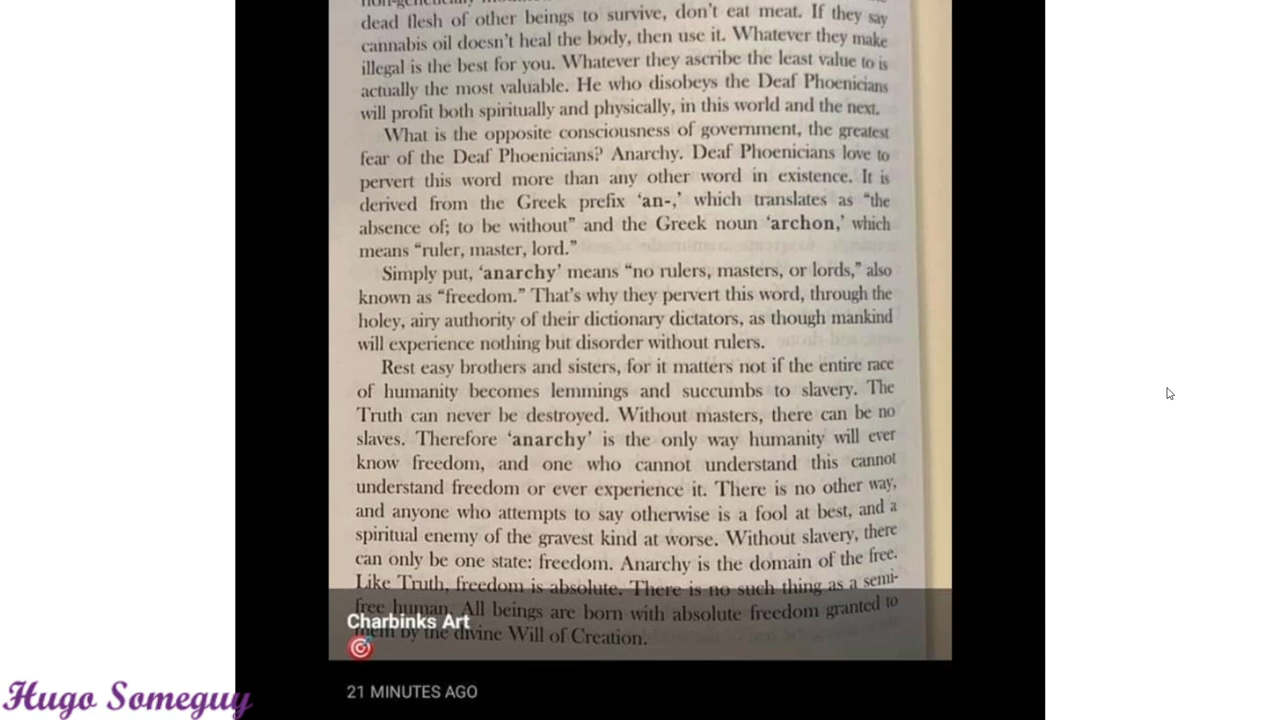 dead flesh of other beings to survive, don't eat meat. If they say
cannabis oil doesn't heal the body, then use it. Whatever they make
illegal is the best for you. Whatever they ascribe the least value to is
actually the most valuable. He who disobeys the Deaf Phoenicians
will profit both spiritually and physically, in this world and the next.
What is the opposite consciousness of government, the greatest
fear of the Deaf Phoenicians? Anarchy. Deaf Phoenicians love to
pervert this word more than any other word in existence. It is
derived from the Greek prefix 'an-,' which translates as "the
absence of; to be without" and the Greek noun 'archon,' which
means "ruler, master, lord."
Simply put, 'anarchy' means "no rulers, masters, or lords," also
known as "freedom." That's why they pervert this word, through the
holey, airy authority of their dictionary dictators, as though mankind
will experience nothing but disorder without rulers.
Rest easy brothers and sisters, for it matters not if the entire race
of humanity becomes lemmings and succumbs to slavery. The
Truth can never be destroyed. Without masters, there can be no
slaves. Therefore 'anarchy' is the only way humanity will ever
know freedom, and one who cannot understand this cannot
understand freedom or ever experience it. There is no other way,
and anyone who attempts to say otherwise is a fool at best, and a
spiritual enemy of the gravest kind at worse. Without slavery, there
can only be one state: freedom. Anarchy is the domain of the free.
Like Truth, freedom is absolute. There is no such thing as a semi-
free human. All beings are born with absolute freedom granted to
Charbinks Art
them by the divine Will of Creation.
21 MINUTES AGO
Hugo Someguy